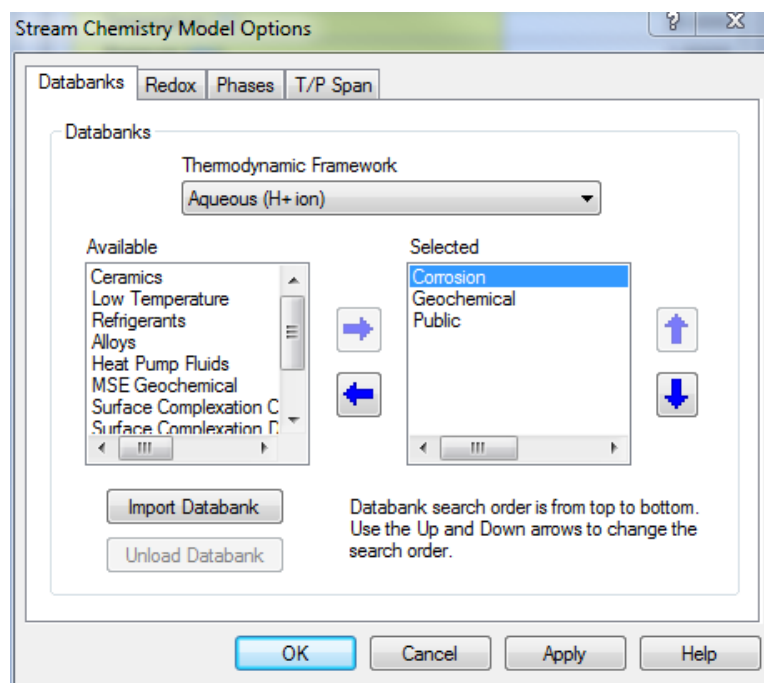 Stream Chemistry Model Options
? X
Databanks Redox Phases T/P Span
Databanks
Thermodynamic Framework
Aqueous (H+ ion)
Available
Ceramics
Low Temperature
Refrigerants
Alloys
Heat Pump Fluids
MSE Geochemical
Surface Complexation C
Surface Complexation D
Selected
Corrosion
Geochemical
Public
Import Databank
Unload Databank
Databank search order is from top to bottom.
Use the Up and Down arrows to change the
search order.
OK Cancel Apply Help